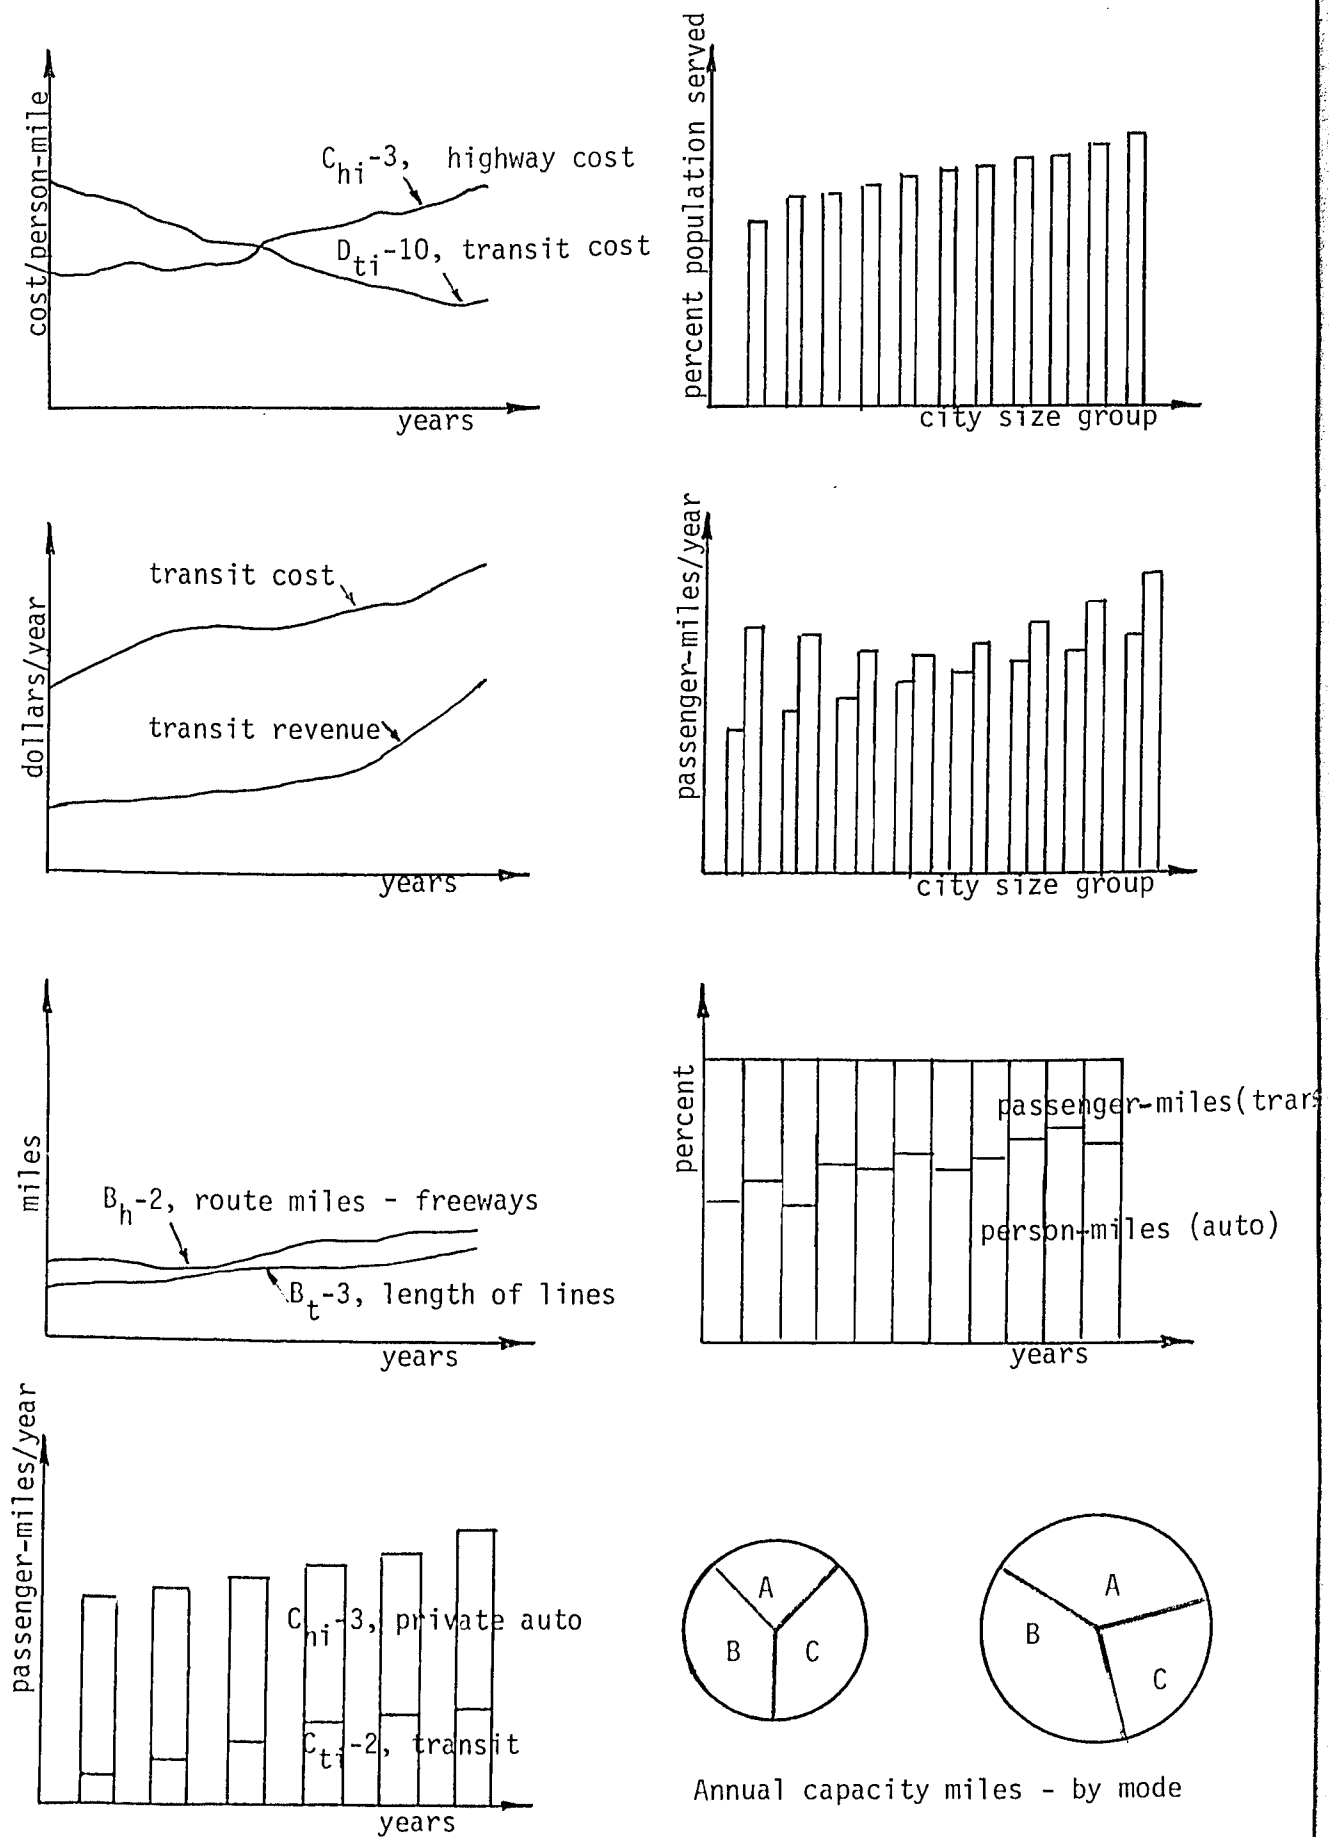 cost/person-mile
C_hi-3, highway cost
D_ti-10, transit cost
years
percent population served
city size group
dollars/year
transit cost
transit revenue
years
passenger-miles/year
city size group
miles
B_h-2, route miles - freeways
B_t-3, length of lines
years
percent
passenger-miles(trans
person-miles (auto)
years
passenger-miles/year
C_hi-3, private auto
C_ti-2, transit
years
A
B
C
A
B
C
Annual capacity miles - by mode